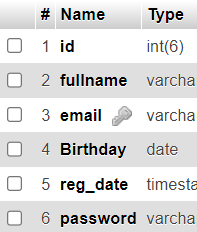 # Name Type
1 id int(6)
2 fullname varcha
3 email varcha
4 Birthday date
5 reg_date timesta
6 password varcha